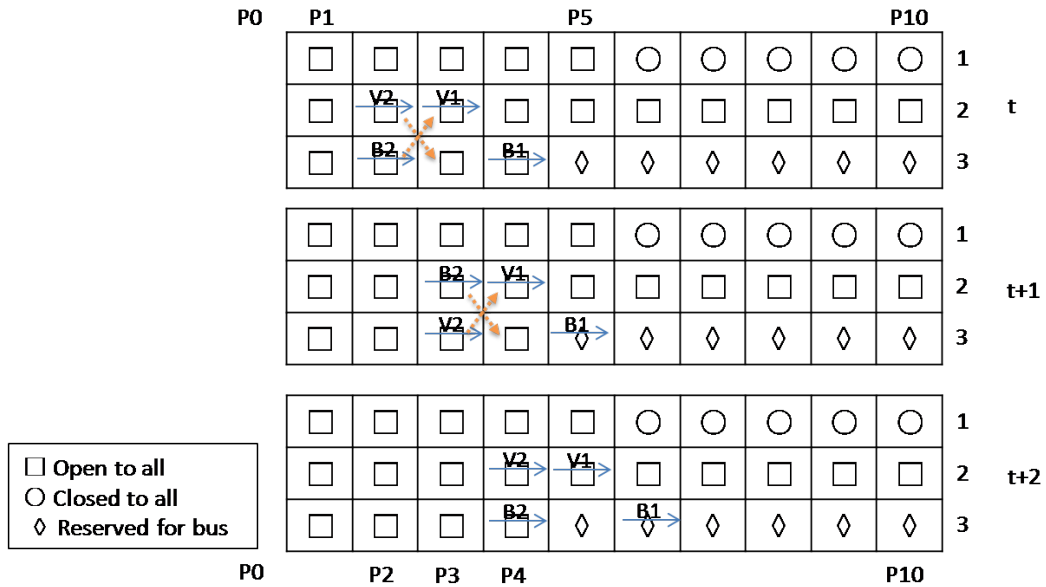 P0 P1 P5 P10
1
V2 V1 2 t
B2 B1 3
1
B2 V1 2 t+1
V2 B1 3
1
V2 V1 2 t+2
B2 B1 3
Open to all
Closed to all
Reserved for bus
P0 P2 P3 P4 P10